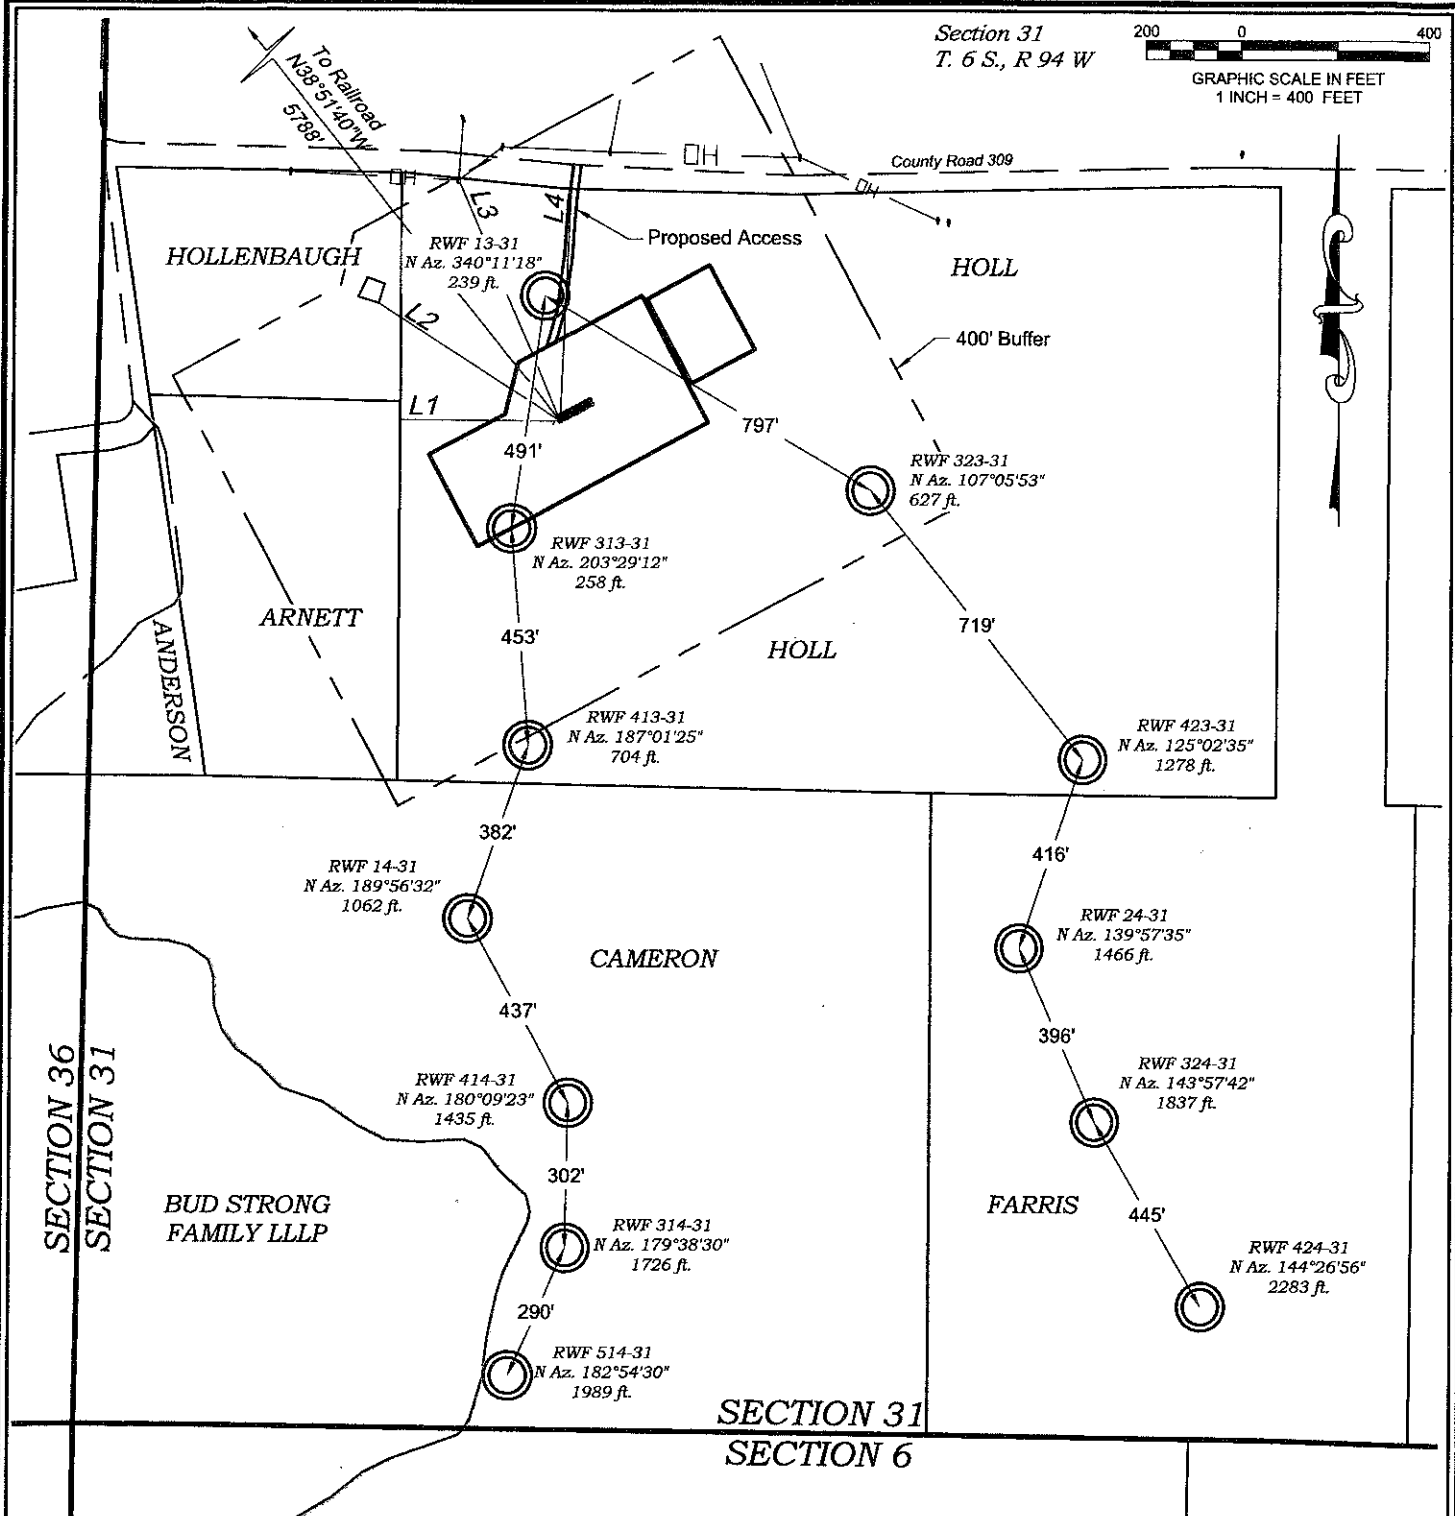 Section 31
T. 6 S., R 94 W
200 0 400
GRAPHIC SCALE IN FEET
1 INCH = 400 FEET
To Railroad
N38°51'40"W
5788'
OH
OH
OH
County Road 309
L3
L4
Proposed Access
HOLLENBAUGH
RWF 13-31
N Az. 340°11'18"
239 ft.
HOLL
L2
400' Buffer
L1
797'
491'
RWF 323-31
N Az. 107°05'53"
627 ft.
RWF 313-31
N Az. 203°29'12"
258 ft.
ARNETT
ANDERSON
453'
719'
HOLL
RWF 413-31
N Az. 187°01'25"
704 ft.
RWF 423-31
N Az. 125°02'35"
1278 ft.
382'
416'
RWF 14-31
N Az. 189°56'32"
1062 ft.
RWF 24-31
N Az. 139°57'35"
1466 ft.
CAMERON
437'
396'
SECTION 36
SECTION 31
RWF 414-31
N Az. 180°09'23"
1435 ft.
RWF 324-31
N Az. 143°57'42"
1837 ft.
302'
BUD STRONG
FAMILY LLLP
FARRIS
445'
RWF 314-31
N Az. 179°38'30"
1726 ft.
RWF 424-31
N Az. 144°26'56"
2283 ft.
290'
RWF 514-31
N Az. 182°54'30"
1989 ft.
SECTION 31
SECTION 6